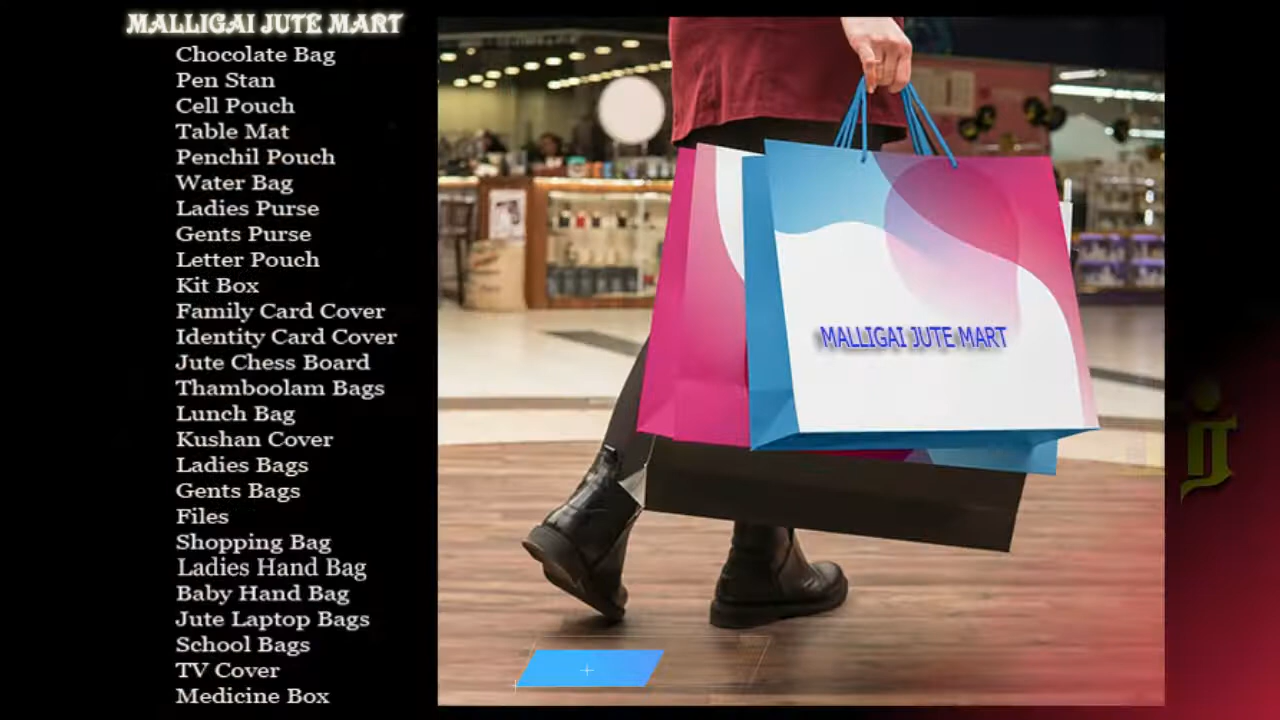 MALLIGAI JUTE MART
Chocolate Bag
Pen Stan
Cell Pouch
Table Mat
Penchil Pouch
Water Bag
Ladies Purse
Gents Purse
Letter Pouch
Kit Box
Family Card Cover
Identity Card Cover
Jute Chess Board
Thamboolam Bags
Lunch Bag
Kushan Cover
Ladies Bags
Gents Bags
Files
Shopping Bag
Ladies Hand Bag
Baby Hand Bag
Jute Laptop Bags
School Bags
TV Cover
Medicine Box
MALLIGAI JUTE MART